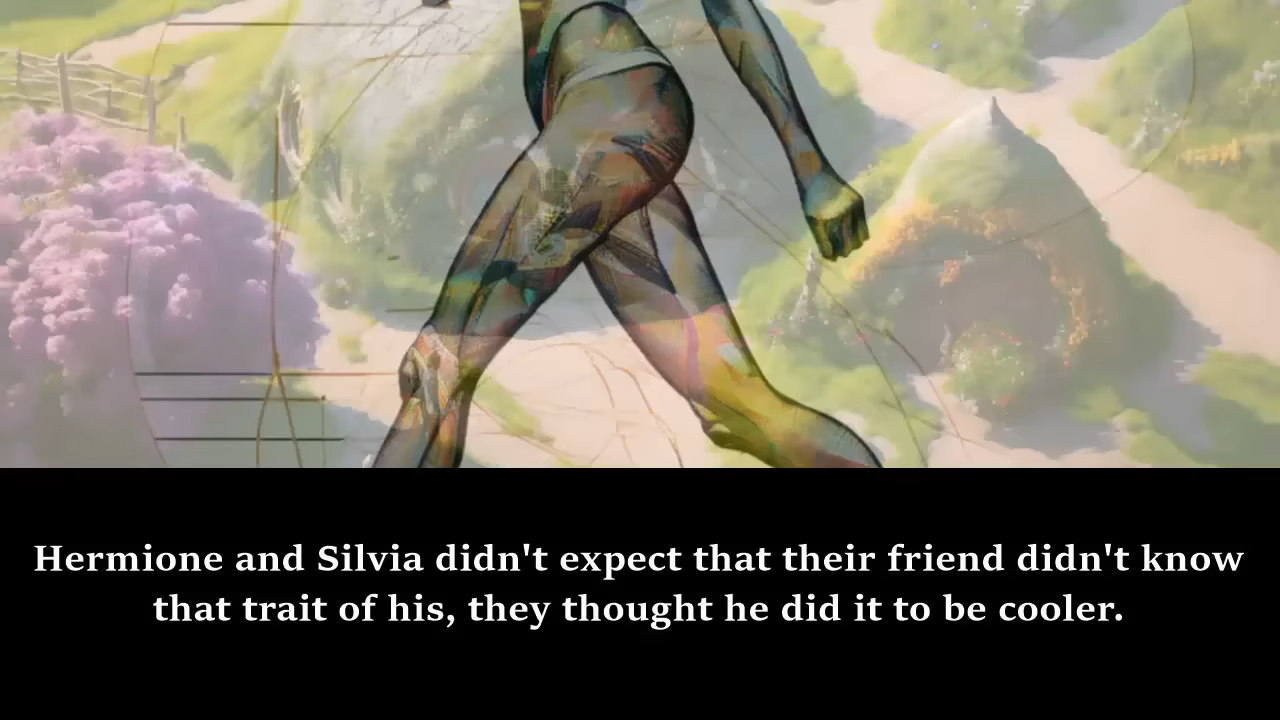 Hermione and Silvia didn't expect that their friend didn't know
that trait of his, they thought he did it to be cooler.